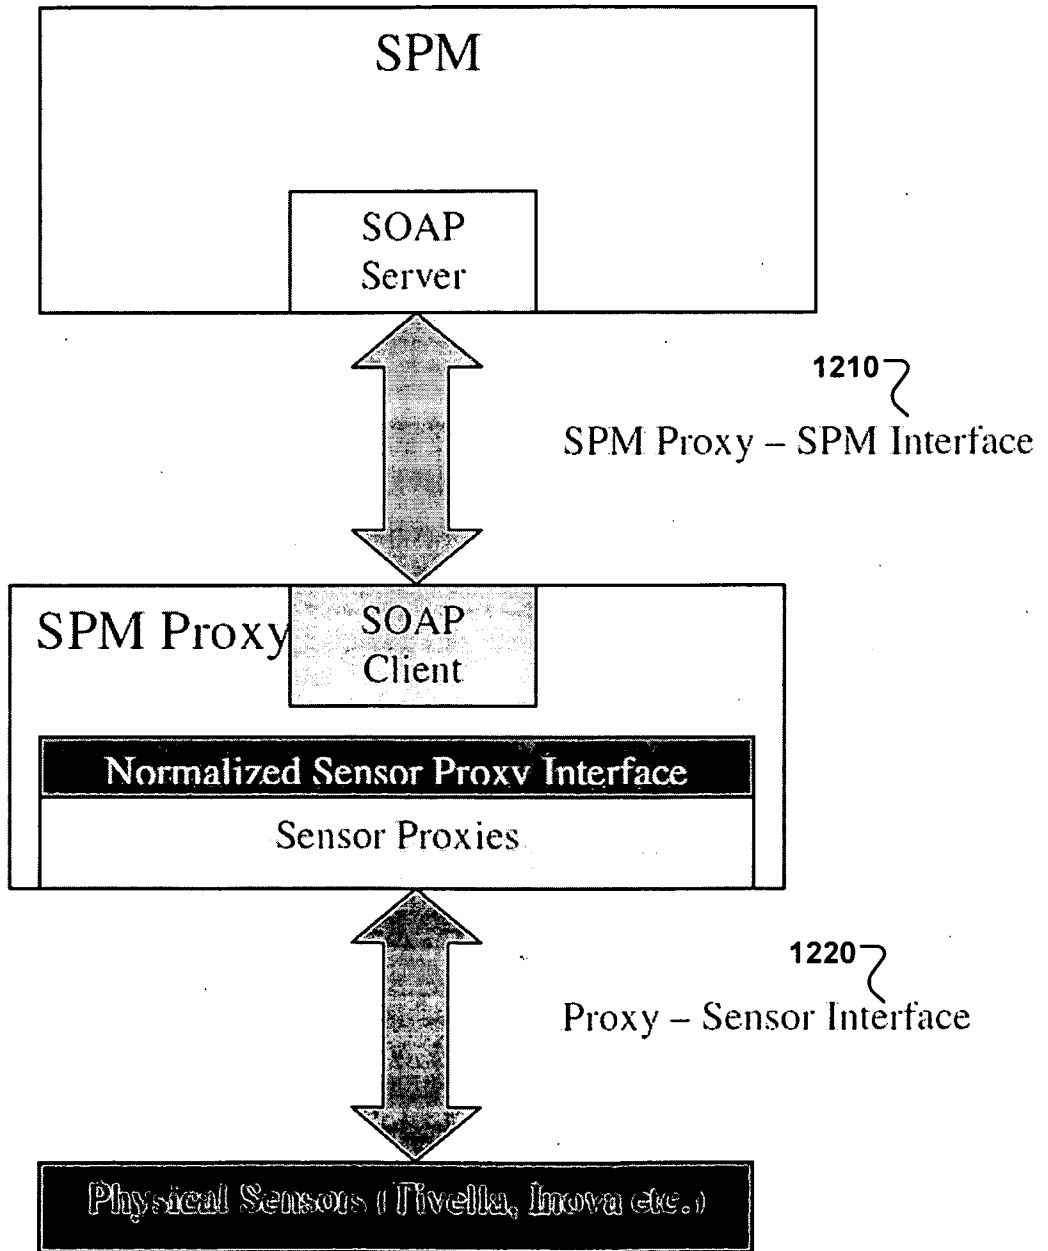 SPM
SOAP
Server
1210
SPM Proxy – SPM Interface
SPM Proxy
SOAP
Client
Normalized Sensor Proxy Interface
Sensor Proxies
1220
Proxy – Sensor Interface
Physical Sensors ( Tivella, Inova etc.)